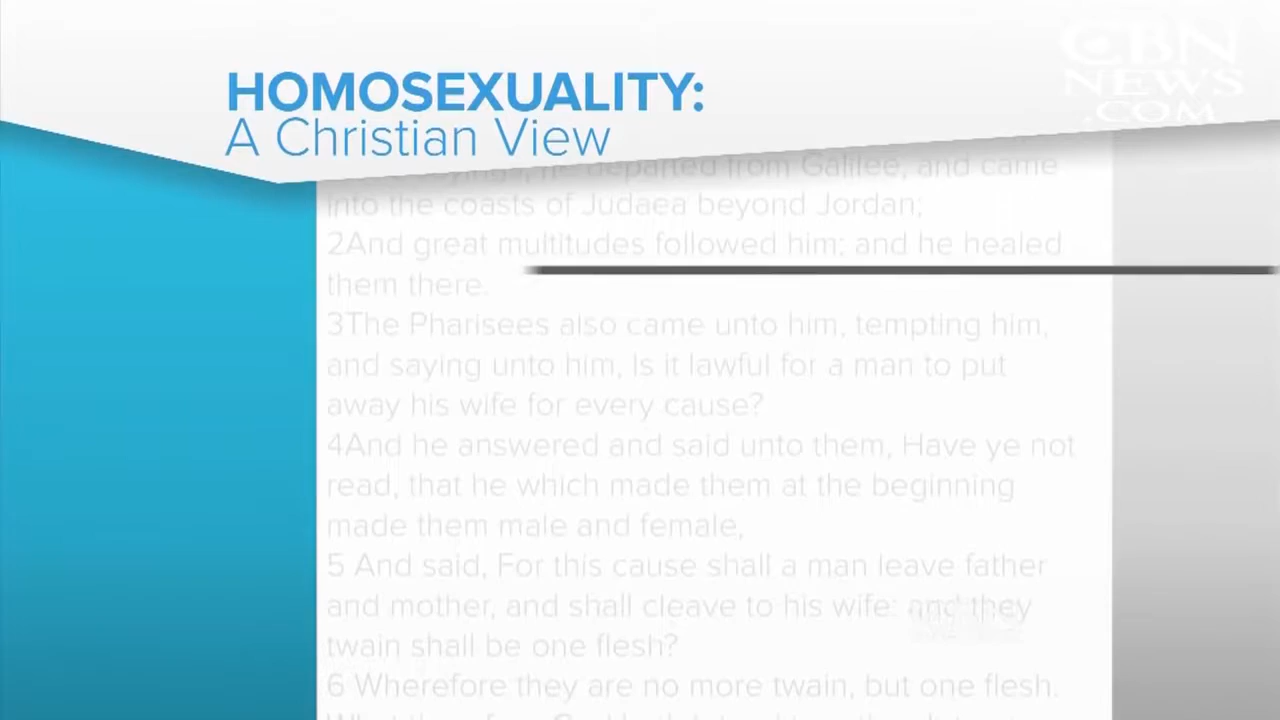 CBN
NEWS
.COM
HOMOSEXUALITY:
A Christian View
departed from Galilee, and came
into the coasts of Judaea beyond Jordan;
2And great multitudes followed him; and he healed
them there.
3The Pharisees also came unto him, tempting him,
and saying unto him, Is it lawful for a man to put
away his wife for every cause?
4And he answered and said unto them, Have ye not
read, that he which made them at the beginning
made them male and female,
5 And said, For this cause shall a man leave father
and mother, and shall cleave to his wife: and they
twain shall be one flesh?
6 Wherefore they are no more twain, but one flesh.